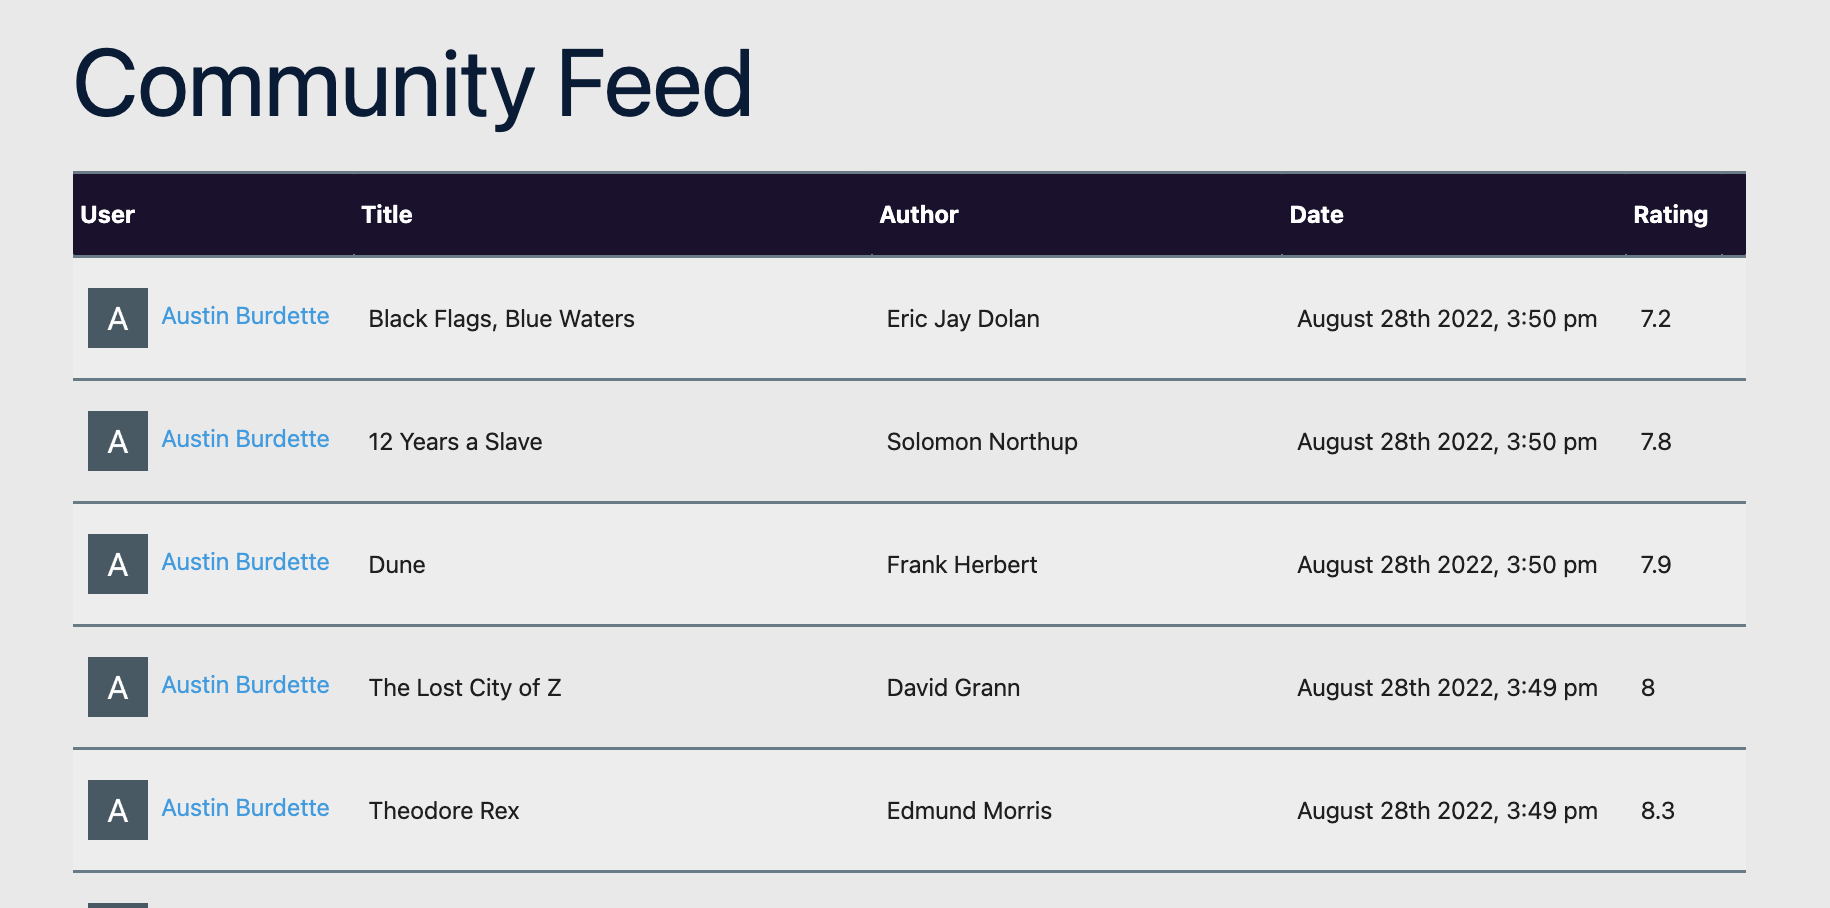 Community Feed
User Title Author Date Rating
A Austin Burdette Black Flags, Blue Waters Eric Jay Dolan August 28th 2022, 3:50 pm 7.2
A Austin Burdette 12 Years a Slave Solomon Northup August 28th 2022, 3:50 pm 7.8
A Austin Burdette Dune Frank Herbert August 28th 2022, 3:50 pm 7.9
A Austin Burdette The Lost City of Z David Grann August 28th 2022, 3:49 pm 8
A Austin Burdette Theodore Rex Edmund Morris August 28th 2022, 3:49 pm 8.3